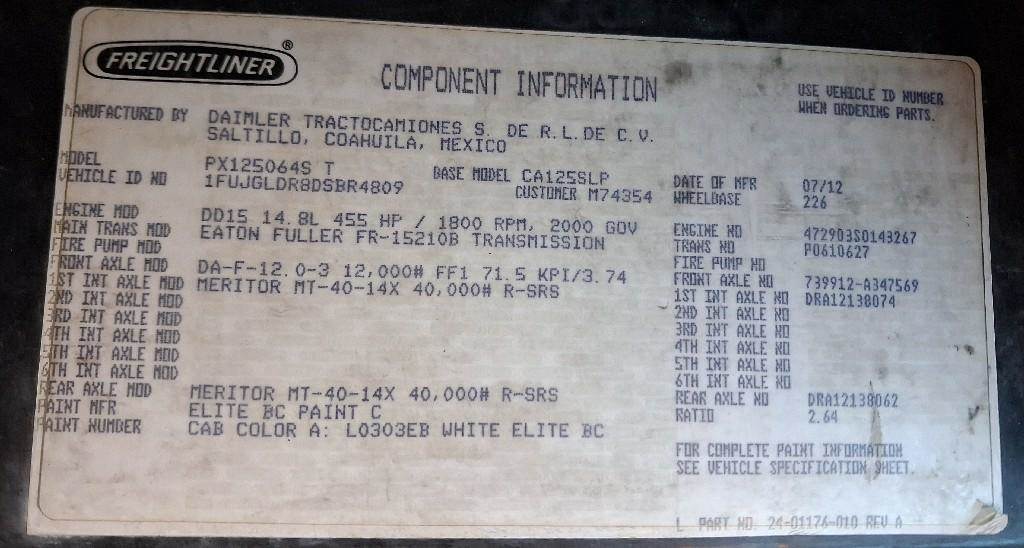 FREIGHTLINER ®
COMPONENT INFORMATION
USE VEHICLE ID NUMBER
WHEN ORDERING PARTS.
MANUFACTURED BY DAIMLER TRACTOCAMIONES S. DE R.L.DE C.V.
SALTILLO, COAHUILA, MEXICO
MODEL PX125064S T BASE MODEL CA125SLP DATE OF MFR 07/12
VEHICLE ID NO 1FUJGLDR8DSBR4809 CUSTOMER M74354 WHEELBASE 226
ENGINE MOD DD15 14.8L 455 HP / 1800 RPM, 2000 GOV ENGINE NO 472903S0143267
MAIN TRANS MOD EATON FULLER FR-15210B TRANSMISSION TRANS NO P0610627
FIRE PUMP MOD FIRE PUMP NO
FRONT AXLE MOD DA-F-12.0-3 12,000# FF1 71.5 KPI/3.74 FRONT AXLE NO 739912-A347569
1ST INT AXLE MOD MERITOR MT-40-14X 40,000# R-SRS 1ST INT AXLE NO DRA12138074
2ND INT AXLE MOD 2ND INT AXLE NO
3RD INT AXLE MOD 3RD INT AXLE NO
4TH INT AXLE MOD 4TH INT AXLE NO
5TH INT AXLE MOD 5TH INT AXLE NO
6TH INT AXLE MOD 6TH INT AXLE NO
REAR AXLE MOD MERITOR MT-40-14X 40,000# R-SRS REAR AXLE NO DRA12138062
PAINT MFR ELITE BC PAINT C RATIO 2.64
PAINT NUMBER CAB COLOR A: L0303EB WHITE ELITE BC
FOR COMPLETE PAINT INFORMATION
SEE VEHICLE SPECIFICATION SHEET.
L PART NO. 24-01176-010 REV A